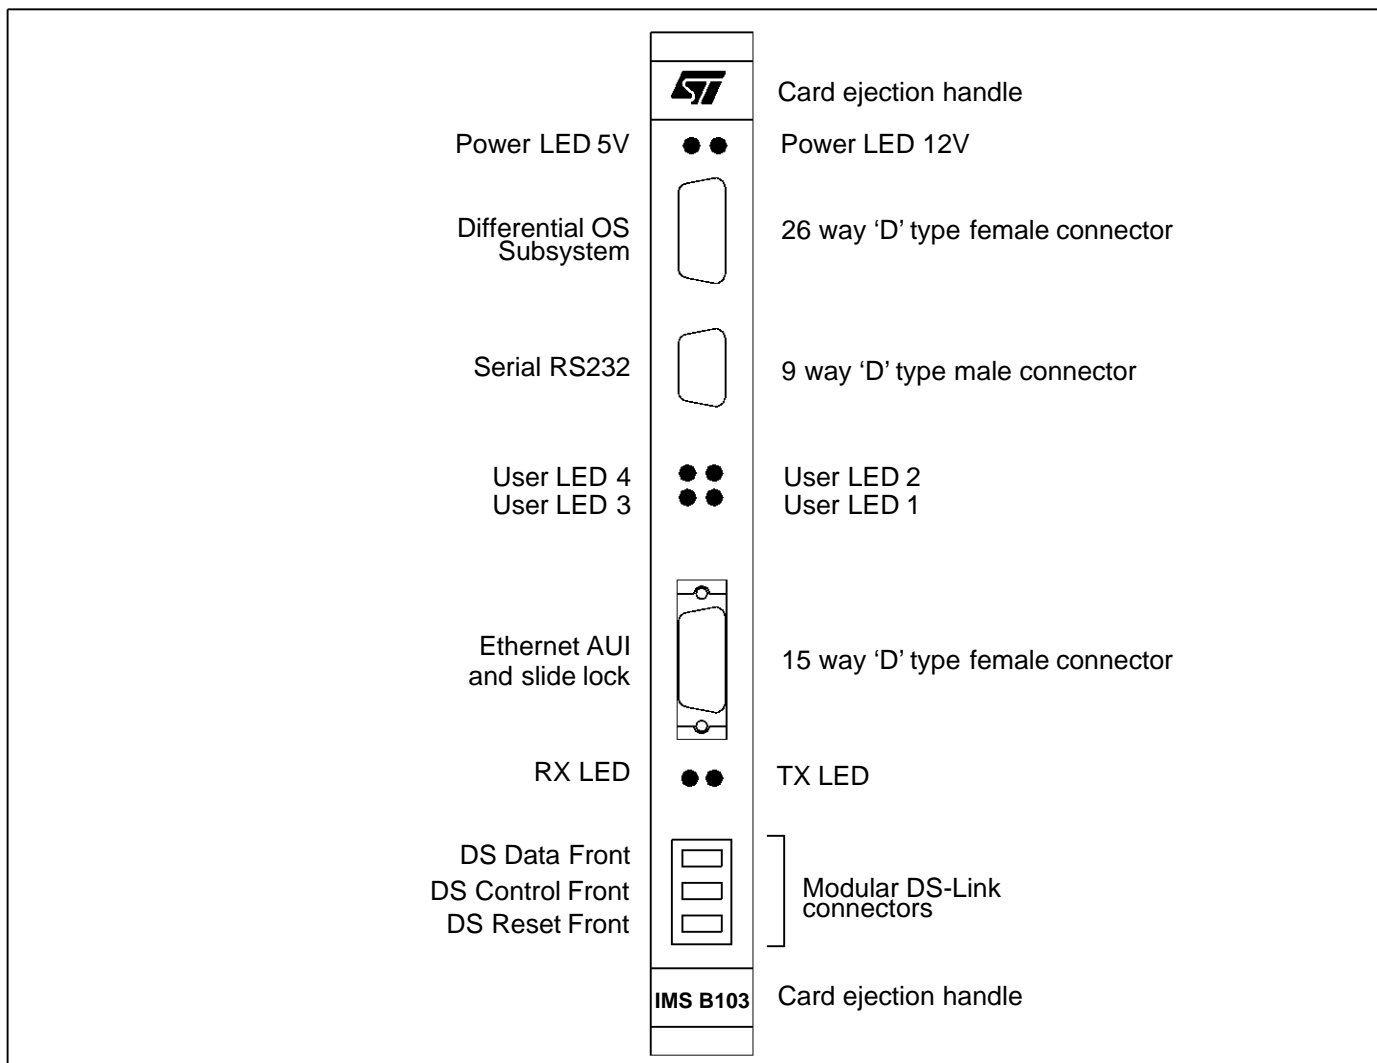 ST
Card ejection handle
Power LED 5V
Power LED 12V
Differential OS
Subsystem
26 way ‘D’ type female connector
Serial RS232
9 way ‘D’ type male connector
User LED 4
User LED 2
User LED 3
User LED 1
Ethernet AUI
and slide lock
15 way ‘D’ type female connector
RX LED
TX LED
DS Data Front
DS Control Front
DS Reset Front
Modular DS-Link
connectors
IMS B103
Card ejection handle